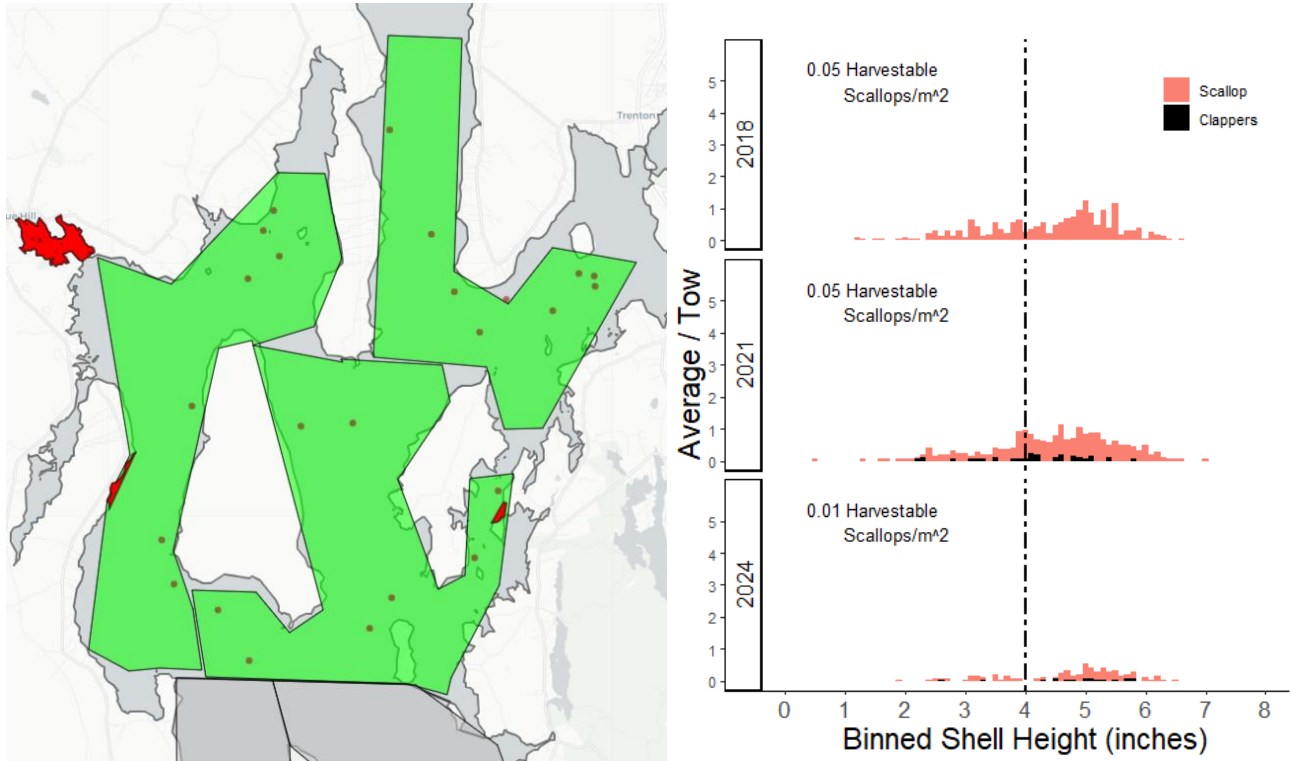 Trenton
ue Hill
Average / Tow
2018
0.05 Harvestable
Scallops/m^2
Scallop
Clappers
5
4
3
2
1
0
2021
0.05 Harvestable
Scallops/m^2
5
4
3
2
1
0
2024
0.01 Harvestable
Scallops/m^2
5
4
3
2
1
0
0 1 2 3 4 5 6 7 8
Binned Shell Height (inches)